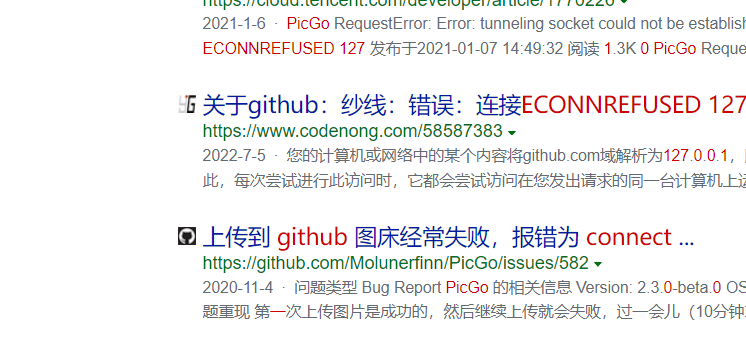 https://cloud.tencent.com/developer/article/1770226
2021-1-6 · PicGo RequestError: Error: tunneling socket could not be establis
ECONNREFUSED 127 发布于2021-01-07 14:49:32 阅读 1.3K 0 PicGo Reque
关于github：纱线：错误：连接ECONNREFUSED 127
https://www.codenong.com/58587383
2022-7-5 · 您的计算机或网络中的某个内容将github.com域解析为127.0.0.1，
此，每次尝试进行此访问时，它都会尝试访问在您发出请求的同一台计算机上运
上传到 github 图床经常失败，报错为 connect ...
https://github.com/Molunerfinn/PicGo/issues/582
2020-11-4 · 问题类型 Bug Report PicGo 的相关信息 Version: 2.3.0-beta.0 OS
题重现 第一次上传图片是成功的，然后继续上传就会失败，过一会儿（10分钟